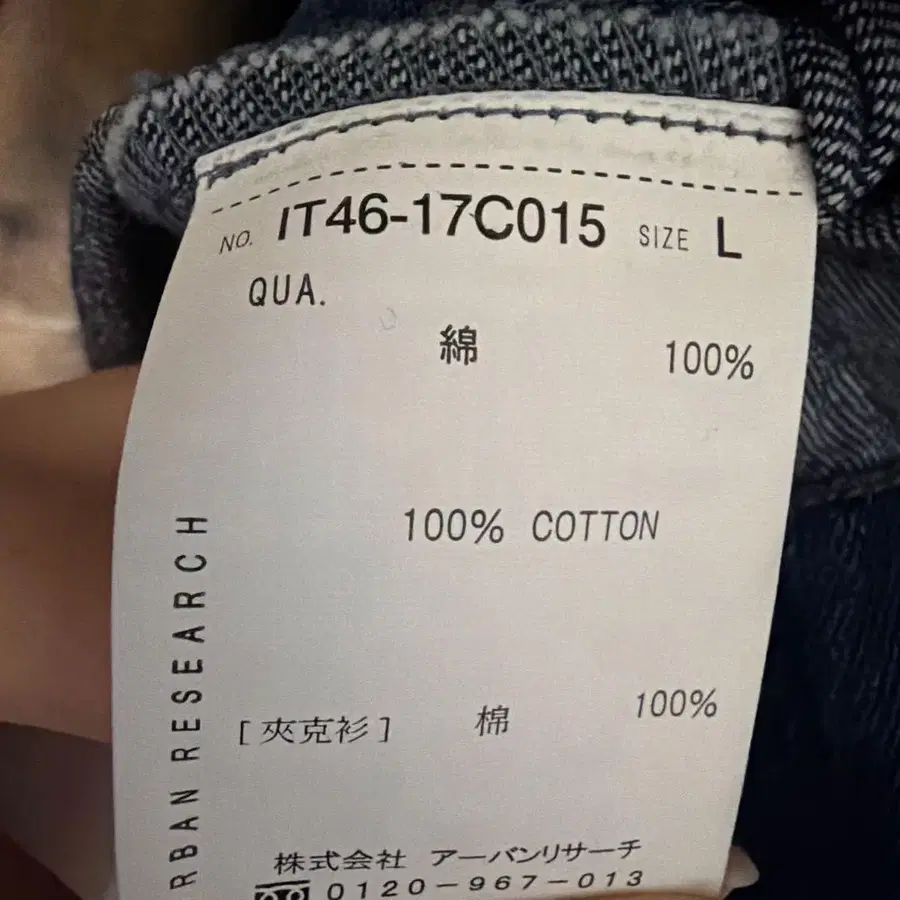 NO. IT46-17C015 SIZE L
QUA.
綿 100%
100% COTTON
[夾克衫] 棉 100%
株式会社 アーバンリサーチ
0120-967-013
RBAN RESEARCH